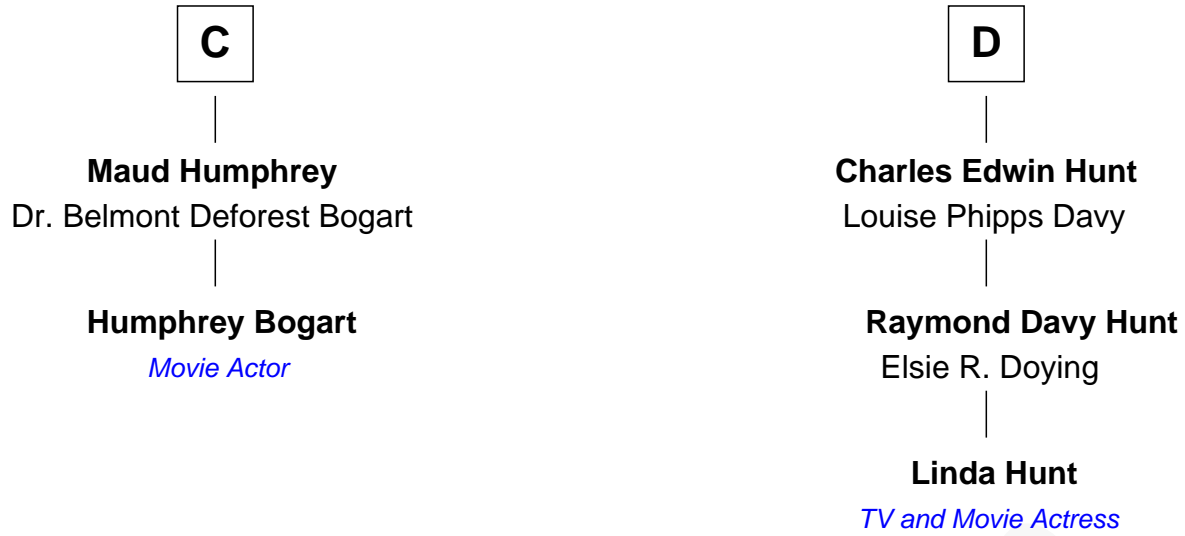 C
Maud Humphrey
Dr. Belmont Deforest Bogart
Humphrey Bogart
Movie Actor
D
Charles Edwin Hunt
Louise Phipps Davy
Raymond Davy Hunt
Elsie R. Doying
Linda Hunt
TV and Movie Actress